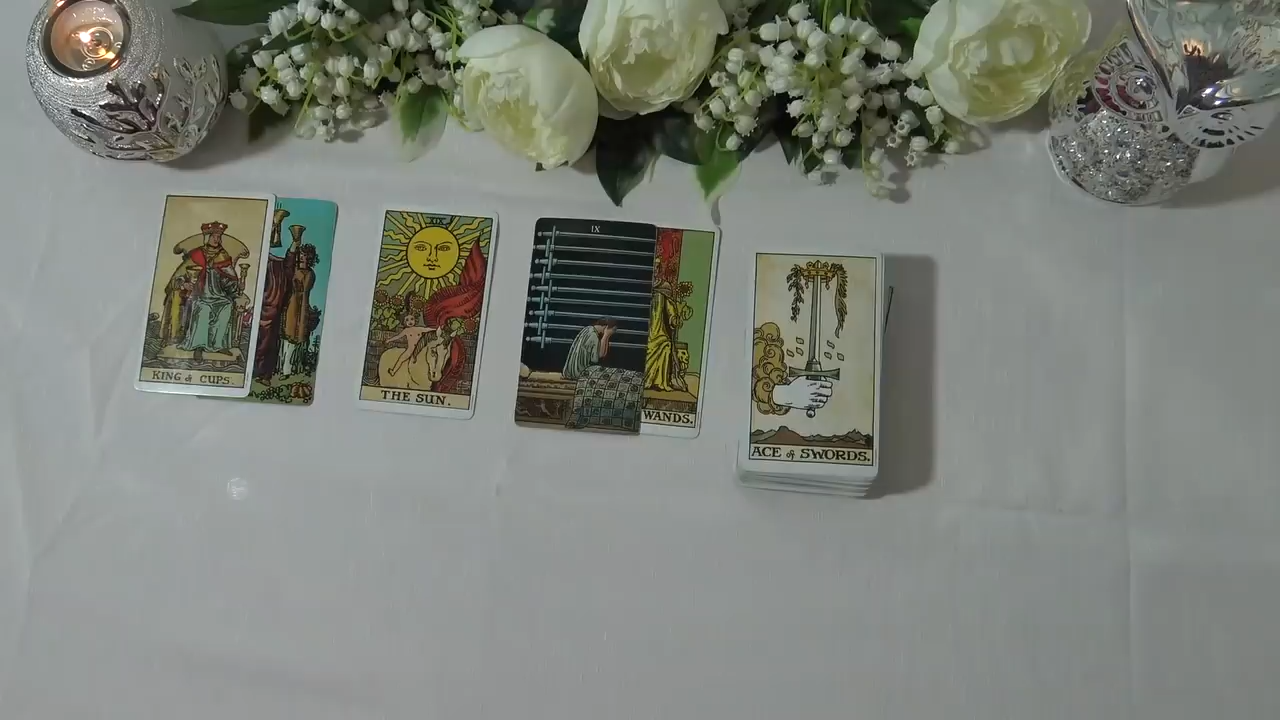 KING of CUPS.
XIX
THE SUN.
IX
WANDS.
ACE of SWORDS.